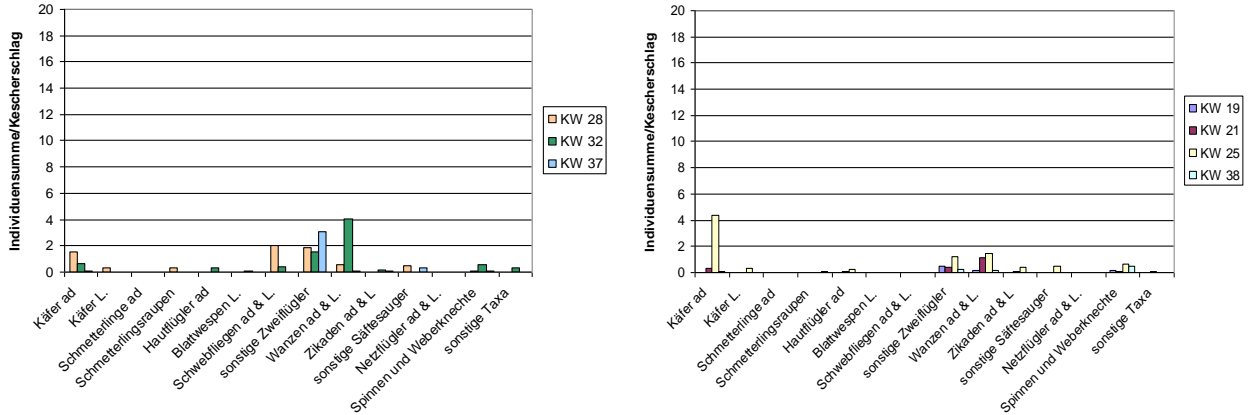 Individuensumme/Kescherschlag
20
18
16
14
12
10
8
6
4
2
0
Käfer ad
Käfer L.
Schmetterlinge ad
Schmetterlingsraupen
Hautflügler ad
Blattwespen L.
Schwebfliegen ad & L.
sonstige Zweiflügler
Wanzen ad & L.
Zikaden ad & L
sonstige Säftesauger
Netzflügler ad & L.
Spinnen und Weberknechte
sonstige Taxa
KW 28
KW 32
KW 37
Individuensumme/Kescherschlag
20
18
16
14
12
10
8
6
4
2
0
Käfer ad
Käfer L.
Schmetterlinge ad
Schmetterlingsraupen
Hautflügler ad
Blattwespen L.
Schwebfliegen ad & L.
sonstige Zweiflügler
Wanzen ad & L.
Zikaden ad & L
sonstige Säftesauger
Netzflügler ad & L.
Spinnen und Weberknechte
sonstige Taxa
KW 19
KW 21
KW 25
KW 38